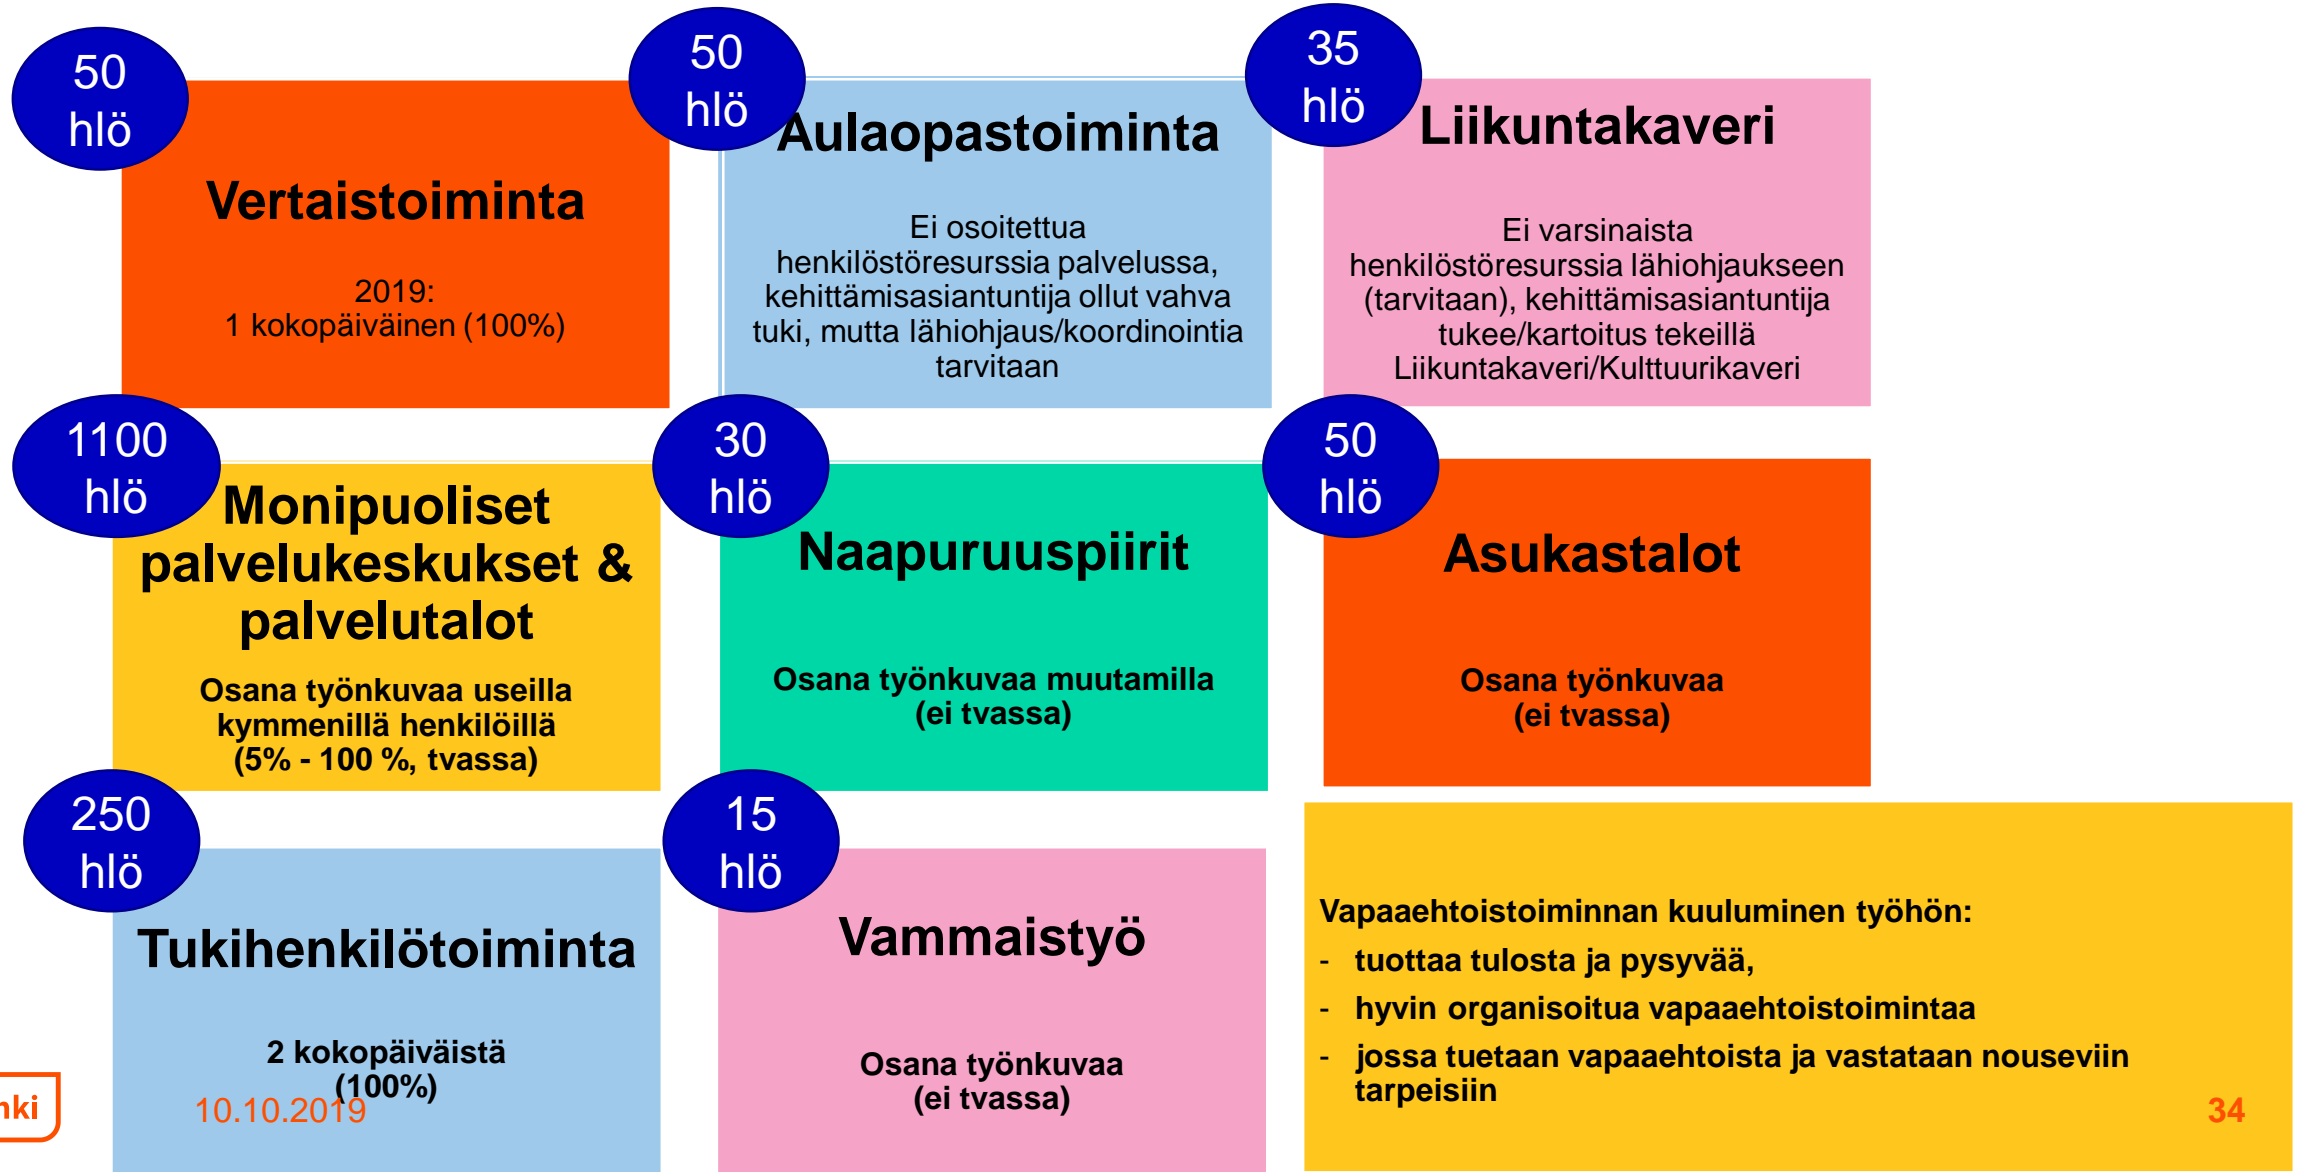 50
hlö
Vertaistoiminta
2019:
1 kokopäiväinen (100%)
50
hlö
Aulaopastoiminta
Ei osoitettua
henkilöstöresurssia palvelussa,
kehittämisasiantuntija ollut vahva
tuki, mutta lähiohjaus/koordinointia
tarvitaan
35
hlö
Liikuntakaveri
Ei varsinaista
henkilöstöresurssia lähiohjaukseen
(tarvitaan), kehittämisasiantuntija
tukee/kartoitus tekeillä
Liikuntakaveri/Kulttuurikaveri
1100
hlö
Monipuoliset
palvelukeskukset &
palvelutalot
Osana työnkuvaa useilla
kymmenillä henkilöillä
(5% - 100 %, tvassa)
30
hlö
Naapuruuspiirit
Osana työnkuvaa muutamilla
(ei tvassa)
50
hlö
Asukastalot
Osana työnkuvaa
(ei tvassa)
250
hlö
Tukihenkilötoiminta
2 kokopäiväistä
(100%)
15
hlö
Vammaistyö
Osana työnkuvaa
(ei tvassa)
Vapaaehtoistoiminnan kuuluminen työhön:
- tuottaa tulosta ja pysyvää,
- hyvin organisoitua vapaaehtoistoimintaa
- jossa tuetaan vapaaehtoista ja vastataan nouseviin
tarpeisiin
nki
10.10.2019
34